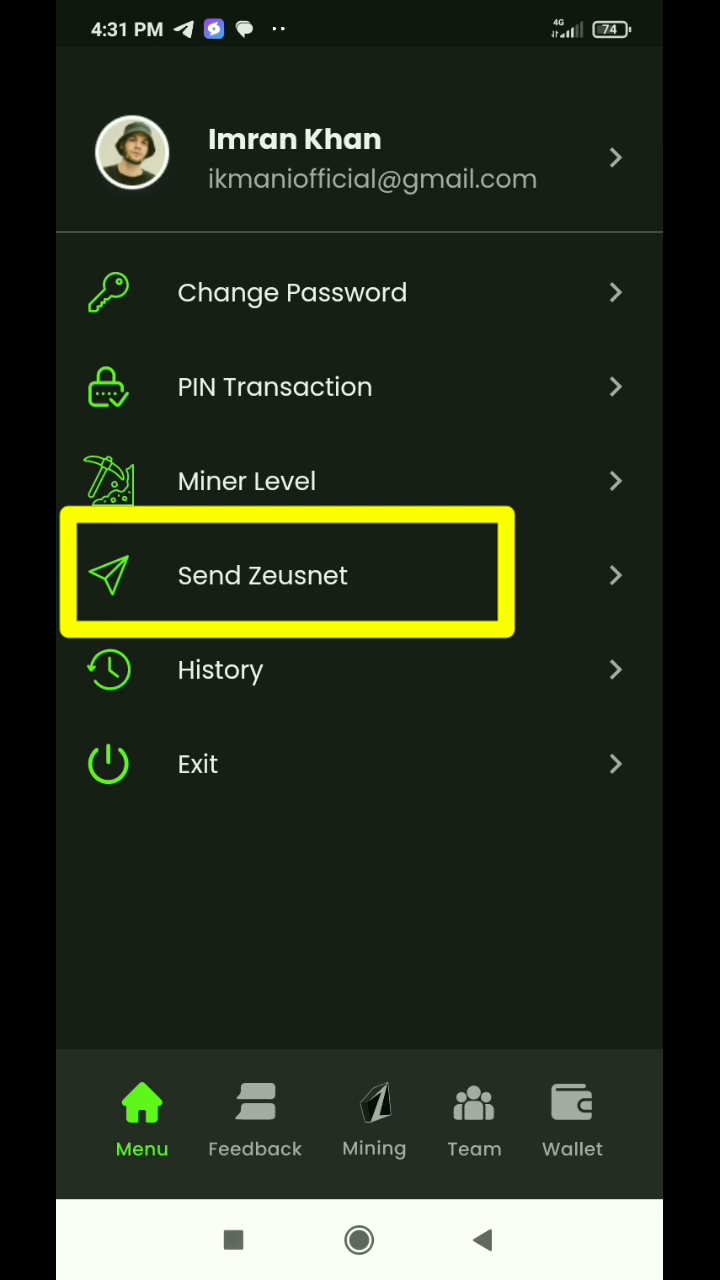 4:31 PM
4G
74
Imran Khan
ikmaniofficial@gmail.com
Change Password
PIN Transaction
Miner Level
Send Zeusnet
History
Exit
Menu
Feedback
Mining
Team
Wallet